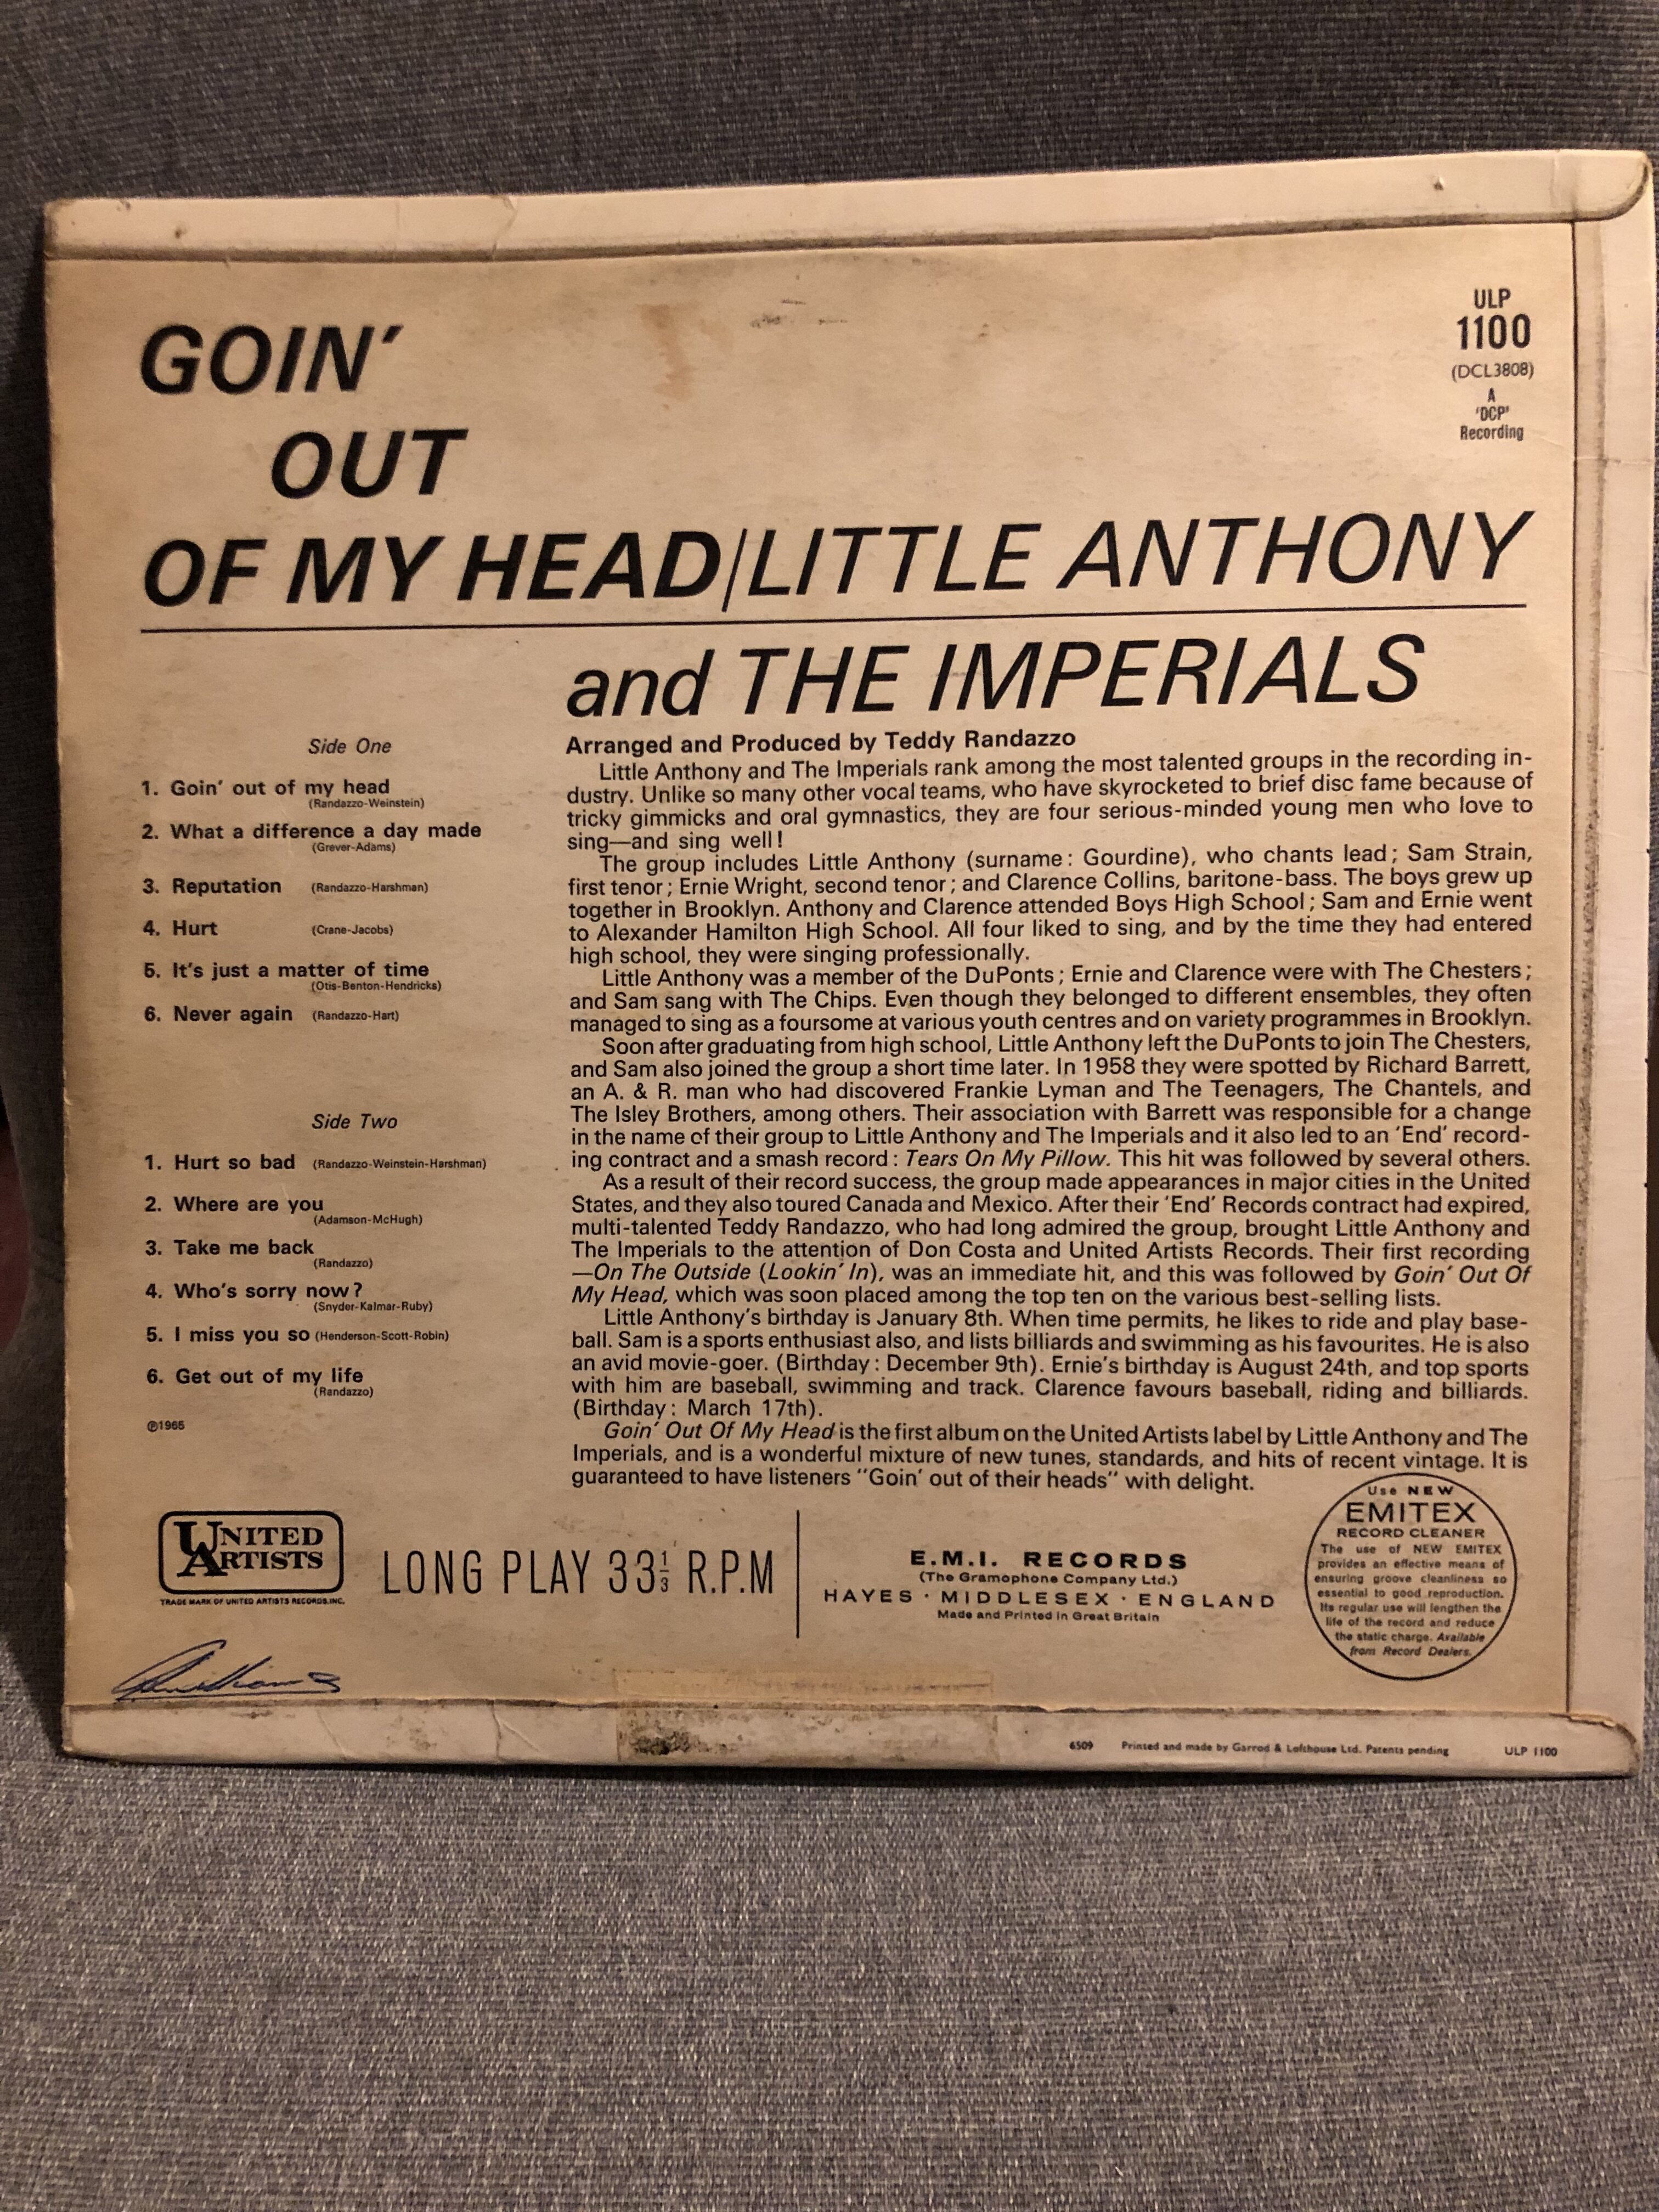 GOIN'
OUT
OF MY HEAD/LITTLE ANTHONY
and THE IMPERIALS
ULP
1100
(DCL3808)
A
'DCP'
Recording
Side One
1. Goin' out of my head
(Randazzo-Weinstein)
2. What a difference a day made
(Grever-Adams)
3. Reputation (Randazzo-Harshman)
4. Hurt (Crane-Jacobs)
5. It's just a matter of time
(Otis-Benton-Hendricks)
6. Never again (Randazzo-Hart)
Side Two
1. Hurt so bad (Randazzo-Weinstein-Harshman)
2. Where are you
(Adamson-McHugh)
3. Take me back
(Randazzo)
4. Who's sorry now?
(Snyder-Kalmar-Ruby)
5. I miss you so (Henderson-Scott-Robin)
6. Get out of my life
(Randazzo)
℗1965
Arranged and Produced by Teddy Randazzo
Little Anthony and The Imperials rank among the most talented groups in the recording in-
dustry. Unlike so many other vocal teams, who have skyrocketed to brief disc fame because of
tricky gimmicks and oral gymnastics, they are four serious-minded young men who love to
sing—and sing well!
The group includes Little Anthony (surname: Gourdine), who chants lead; Sam Strain,
first tenor; Ernie Wright, second tenor; and Clarence Collins, baritone-bass. The boys grew up
together in Brooklyn. Anthony and Clarence attended Boys High School; Sam and Ernie went
to Alexander Hamilton High School. All four liked to sing, and by the time they had entered
high school, they were singing professionally.
Little Anthony was a member of the DuPonts; Ernie and Clarence were with The Chesters;
and Sam sang with The Chips. Even though they belonged to different ensembles, they often
managed to sing as a foursome at various youth centres and on variety programmes in Brooklyn.
Soon after graduating from high school, Little Anthony left the DuPonts to join The Chesters,
and Sam also joined the group a short time later. In 1958 they were spotted by Richard Barrett,
an A. & R. man who had discovered Frankie Lyman and The Teenagers, The Chantels, and
The Isley Brothers, among others. Their association with Barrett was responsible for a change
in the name of their group to Little Anthony and The Imperials and it also led to an 'End' record-
ing contract and a smash record: Tears On My Pillow. This hit was followed by several others.
As a result of their record success, the group made appearances in major cities in the United
States, and they also toured Canada and Mexico. After their 'End' Records contract had expired,
multi-talented Teddy Randazzo, who had long admired the group, brought Little Anthony and
The Imperials to the attention of Don Costa and United Artists Records. Their first recording
—On The Outside (Lookin' In), was an immediate hit, and this was followed by Goin' Out Of
My Head, which was soon placed among the top ten on the various best-selling lists.
Little Anthony's birthday is January 8th. When time permits, he likes to ride and play base-
ball. Sam is a sports enthusiast also, and lists billiards and swimming as his favourites. He is also
an avid movie-goer. (Birthday: December 9th). Ernie's birthday is August 24th, and top sports
with him are baseball, swimming and track. Clarence favours baseball, riding and billiards.
(Birthday: March 17th).
Goin' Out Of My Head is the first album on the United Artists label by Little Anthony and The
Imperials, and is a wonderful mixture of new tunes, standards, and hits of recent vintage. It is
guaranteed to have listeners "Goin' out of their heads" with delight.
UNITED
ARTISTS
TRADE MARK OF UNITED ARTISTS RECORDS.INC.
LONG PLAY 33⅓ R.P.M
E.M.I. RECORDS
(The Gramophone Company Ltd.)
HAYES · MIDDLESEX · ENGLAND
Made and Printed in Great Britain
Use NEW
EMITEX
RECORD CLEANER
The use of NEW EMITEX
provides an effective means of
ensuring groove cleanliness so
essential to good reproduction.
Its regular use will lengthen the
life of the record and reduce
the static charge. Available
from Record Dealers.
6509 Printed and made by Garrod & Lofthouse Ltd. Patents pending ULP 1100